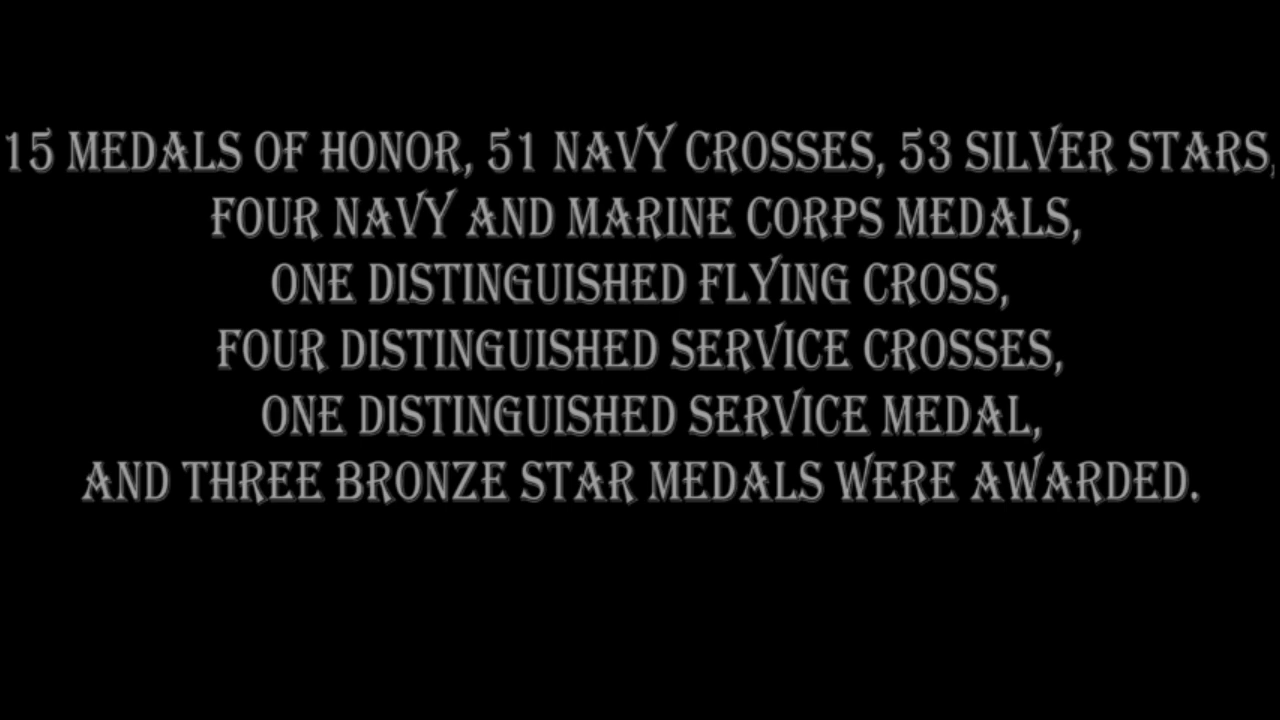 15 MEDALS OF HONOR, 51 NAVY CROSSES, 53 SILVER STARS,
FOUR NAVY AND MARINE CORPS MEDALS,
ONE DISTINGUISHED FLYING CROSS,
FOUR DISTINGUISHED SERVICE CROSSES,
ONE DISTINGUISHED SERVICE MEDAL,
AND THREE BRONZE STAR MEDALS WERE AWARDED.